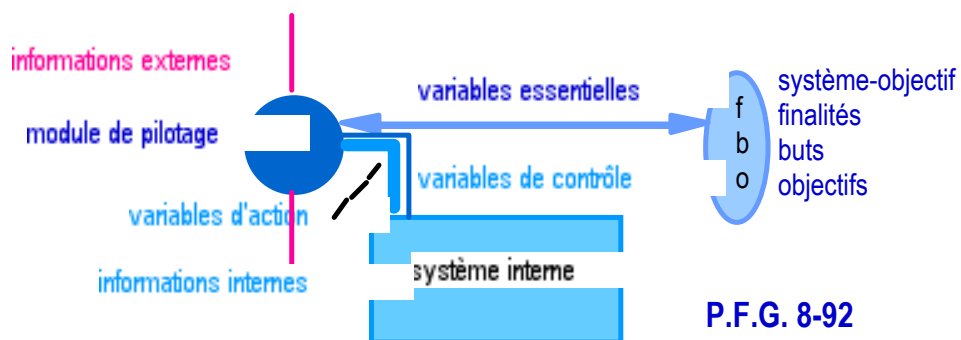 informations externes
module de pilotage
variables essentielles
système-objectif
f finalités
b buts
o objectifs
variables de contrôle
variables d'action
informations internes
système interne
P.F.G. 8-92